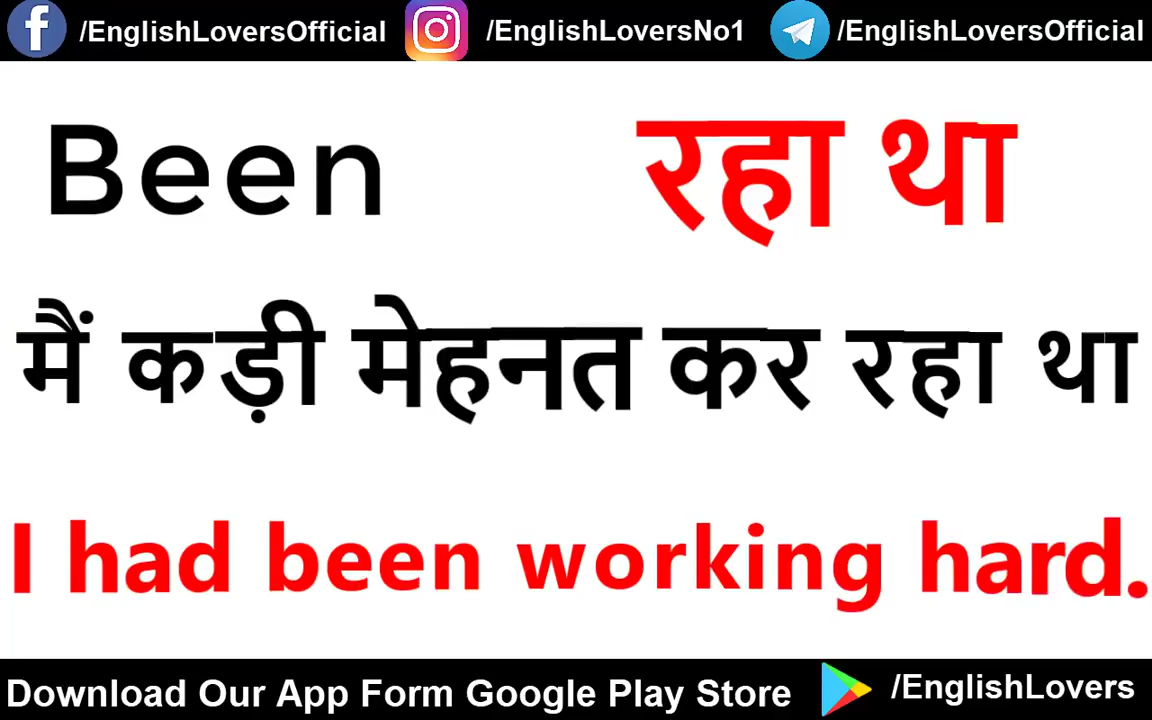 /EnglishLoversOfficial /EnglishLoversNo1 /EnglishLoversOfficial
Been रहा था
मैं कड़ी मेहनत कर रहा था
I had been working hard.
Download Our App Form Google Play Store /EnglishLovers